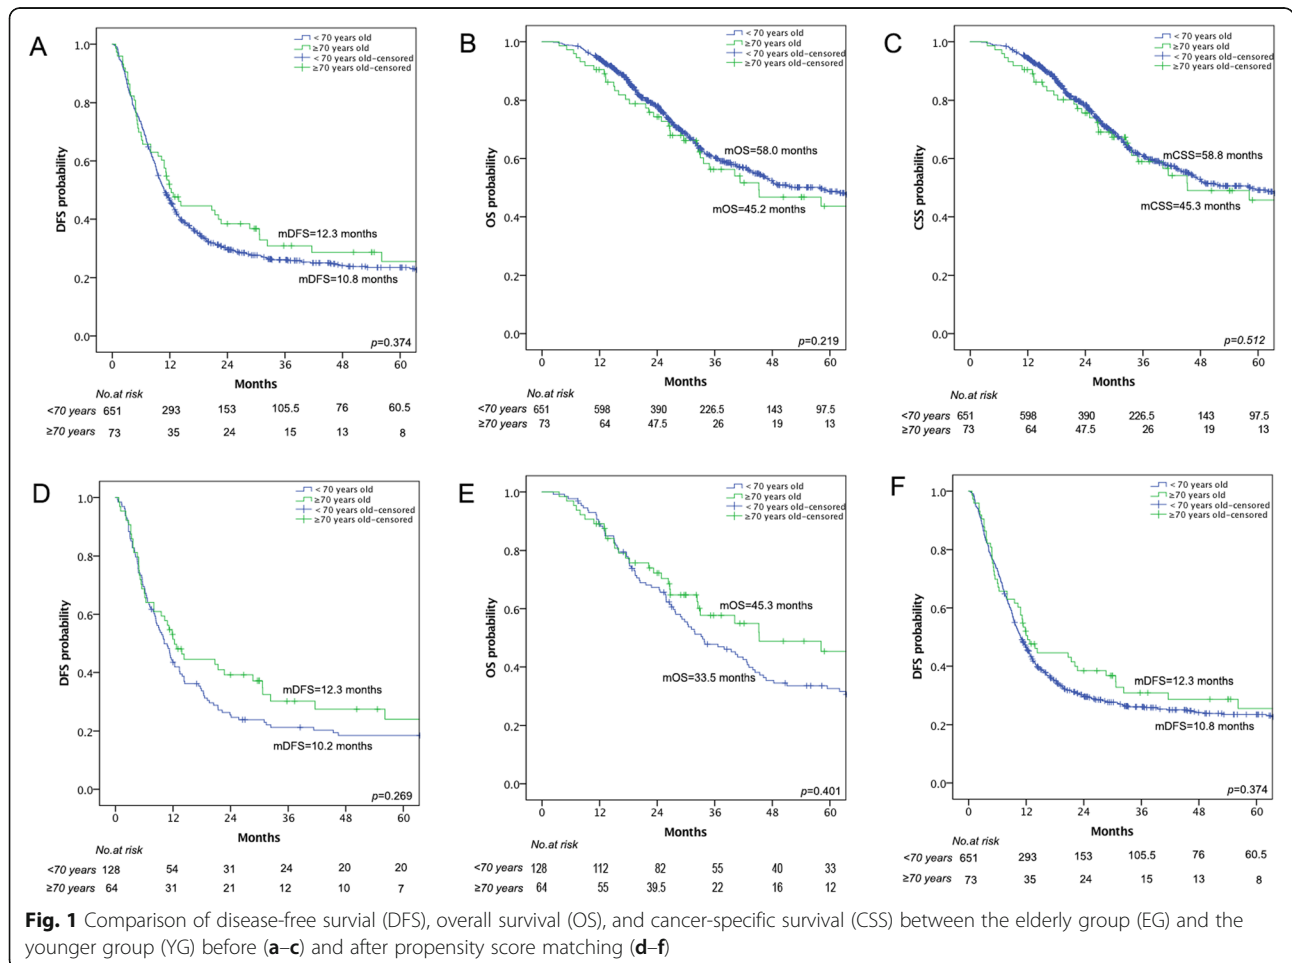 A
< 70 years old
≥70 years old
< 70 years old-censored
≥70 years old-censored
1.0
0.8
0.6
0.4
0.2
0.0
DFS probability
mDFS=12.3 months
mDFS=10.8 months
p=0.374
0 12 24 36 48 60
Months
No.at risk
<70 years 651 293 153 105.5 76 60.5
≥70 years 73 35 24 15 13 8
B
< 70 years old
≥70 years old
< 70 years old-censored
≥70 years old-censored
1.0
0.8
0.6
0.4
0.2
0.0
OS probability
mOS=58.0 months
mOS=45.2 months
p=0.219
0 12 24 36 48 60
Months
No.at risk
<70 years 651 598 390 226.5 143 97.5
≥70 years 73 64 47.5 26 19 13
C
< 70 years old
≥70 years old
< 70 years old-censored
≥70 years old-censored
1.0
0.8
0.6
0.4
0.2
0.0
CSS probability
mCSS=58.8 months
mCSS=45.3 months
p=0.512
0 12 24 36 48 60
Months
No.at risk
<70 years 651 598 390 226.5 143 97.5
≥70 years 73 64 47.5 26 19 13
D
< 70 years old
≥70 years old
< 70 years old-censored
≥70 years old-censored
1.0
0.8
0.6
0.4
0.2
0.0
DFS probability
mDFS=12.3 months
mDFS=10.2 months
p=0.269
0 12 24 36 48 60
Months
No.at risk
<70 years 128 54 31 24 20 20
≥70 years 64 31 21 12 10 7
E
< 70 years old
≥70 years old
< 70 years old-censored
≥70 years old-censored
1.0
0.8
0.6
0.4
0.2
0.0
OS probability
mOS=45.3 months
mOS=33.5 months
p=0.401
0 12 24 36 48 60
Months
No.at risk
<70 years 128 112 82 55 40 33
≥70 years 64 55 39.5 22 16 12
F
< 70 years old
≥70 years old
< 70 years old-censored
≥70 years old-censored
1.0
0.8
0.6
0.4
0.2
0.0
DFS probability
mDFS=12.3 months
mDFS=10.8 months
p=0.374
0 12 24 36 48 60
Months
No.at risk
<70 years 651 293 153 105.5 76 60.5
≥70 years 73 35 24 15 13 8
Fig. 1 Comparison of disease-free survial (DFS), overall survival (OS), and cancer-specific survival (CSS) between the elderly group (EG) and the
younger group (YG) before (a–c) and after propensity score matching (d–f)